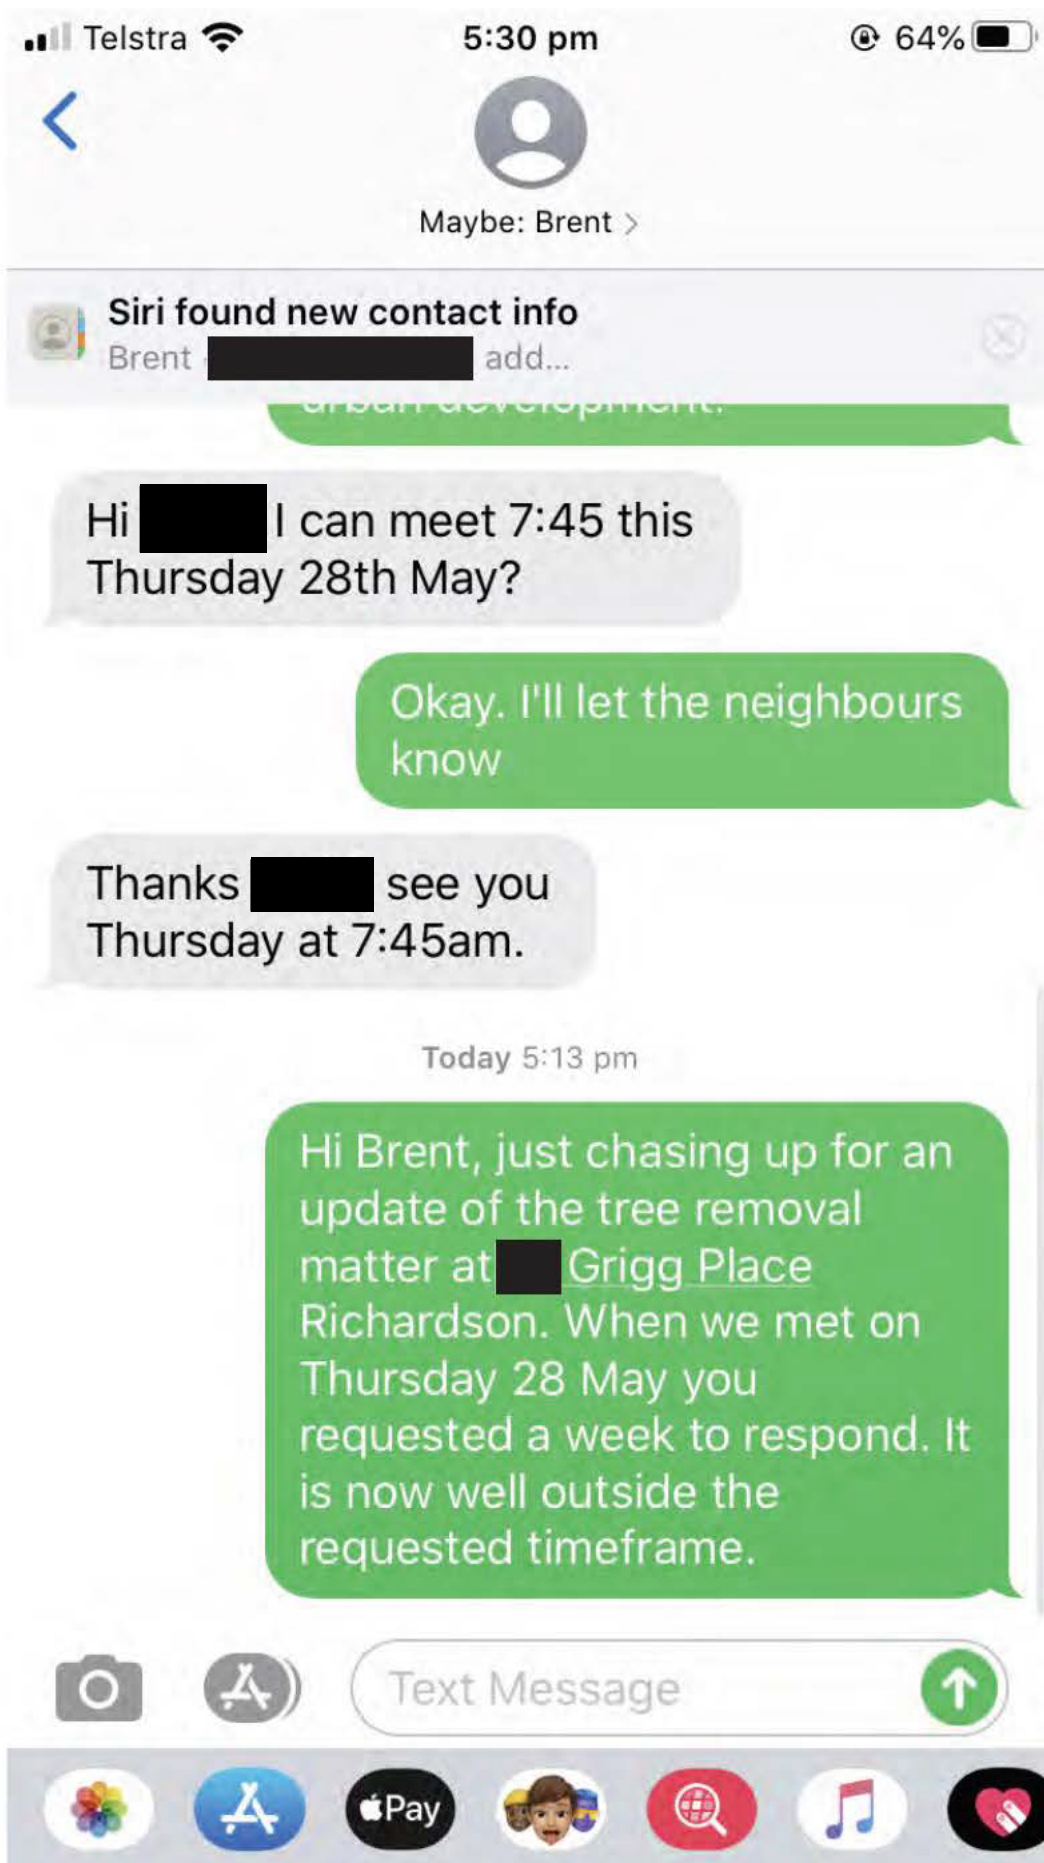 Telstra 5:30 pm 64%
Maybe: Brent >
Siri found new contact info
Brent add...
urban development.
Hi I can meet 7:45 this
Thursday 28th May?
Okay. I'll let the neighbours
know
Thanks see you
Thursday at 7:45am.
Today 5:13 pm
Hi Brent, just chasing up for an
update of the tree removal
matter at Grigg Place
Richardson. When we met on
Thursday 28 May you
requested a week to respond. It
is now well outside the
requested timeframe.
Text Message
Pay